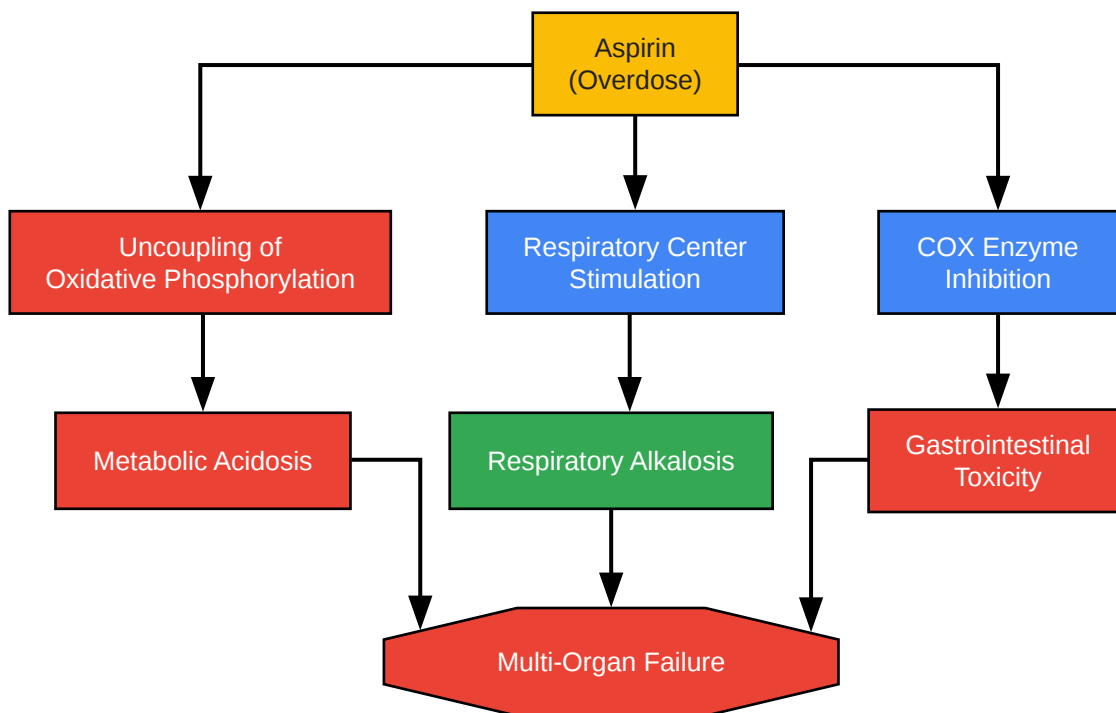 Aspirin
(Overdose)
Uncoupling of
Oxidative Phosphorylation
Respiratory Center
Stimulation
COX Enzyme
Inhibition
Metabolic Acidosis
Respiratory Alkalosis
Gastrointestinal
Toxicity
Multi-Organ Failure